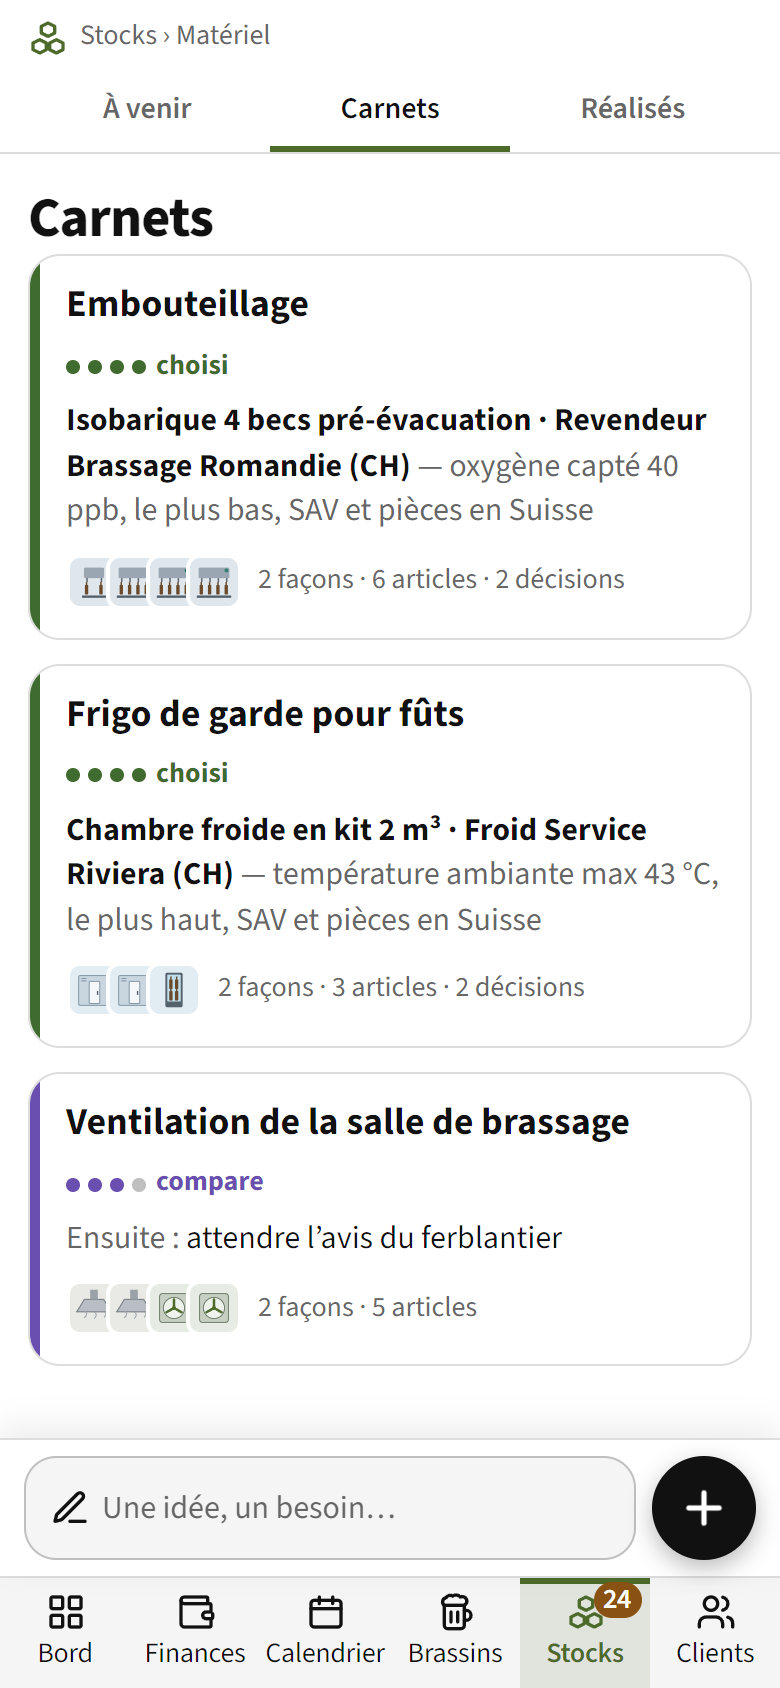 Stocks › Matériel
À venir
Carnets
Réalisés
Carnets
Embouteillage
choisi
Isobarique 4 becs pré-évacuation · Revendeur
Brassage Romandie (CH) — oxygène capté 40
ppb, le plus bas, SAV et pièces en Suisse
2 façons · 6 articles · 2 décisions
Frigo de garde pour fûts
choisi
Chambre froide en kit 2 m³ · Froid Service
Riviera (CH) — température ambiante max 43 °C,
le plus haut, SAV et pièces en Suisse
2 façons · 3 articles · 2 décisions
Ventilation de la salle de brassage
compare
Ensuite : attendre l’avis du ferblantier
2 façons · 5 articles
Une idée, un besoin…
24
Bord
Finances
Calendrier
Brassins
Stocks
Clients